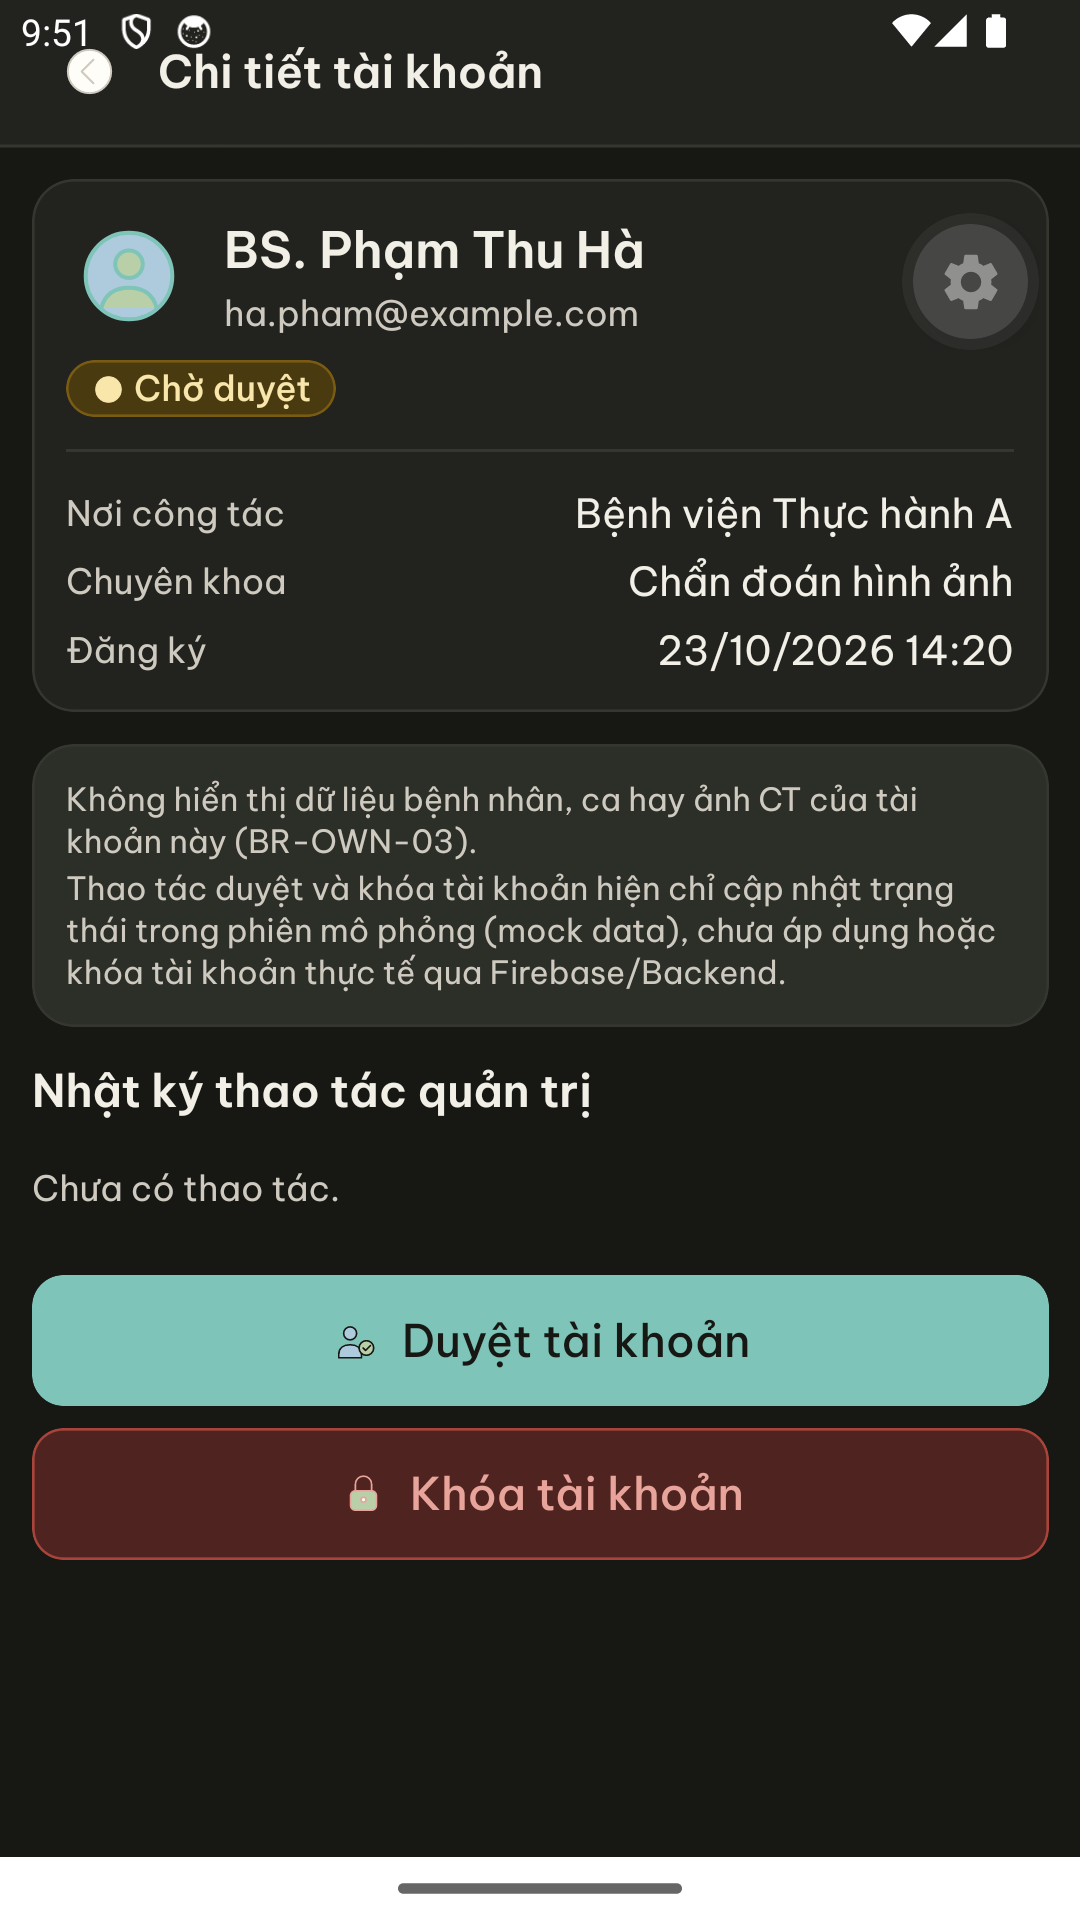 9:51
Chi tiết tài khoản
BS. Phạm Thu Hà
ha.pham@example.com
Chờ duyệt
Nơi công tác
Bệnh viện Thực hành A
Chuyên khoa
Chẩn đoán hình ảnh
Đăng ký
23/10/2026 14:20
Không hiển thị dữ liệu bệnh nhân, ca hay ảnh CT của tài
khoản này (BR-OWN-03).
Thao tác duyệt và khóa tài khoản hiện chỉ cập nhật trạng
thái trong phiên mô phỏng (mock data), chưa áp dụng hoặc
khóa tài khoản thực tế qua Firebase/Backend.
Nhật ký thao tác quản trị
Chưa có thao tác.
Duyệt tài khoản
Khóa tài khoản